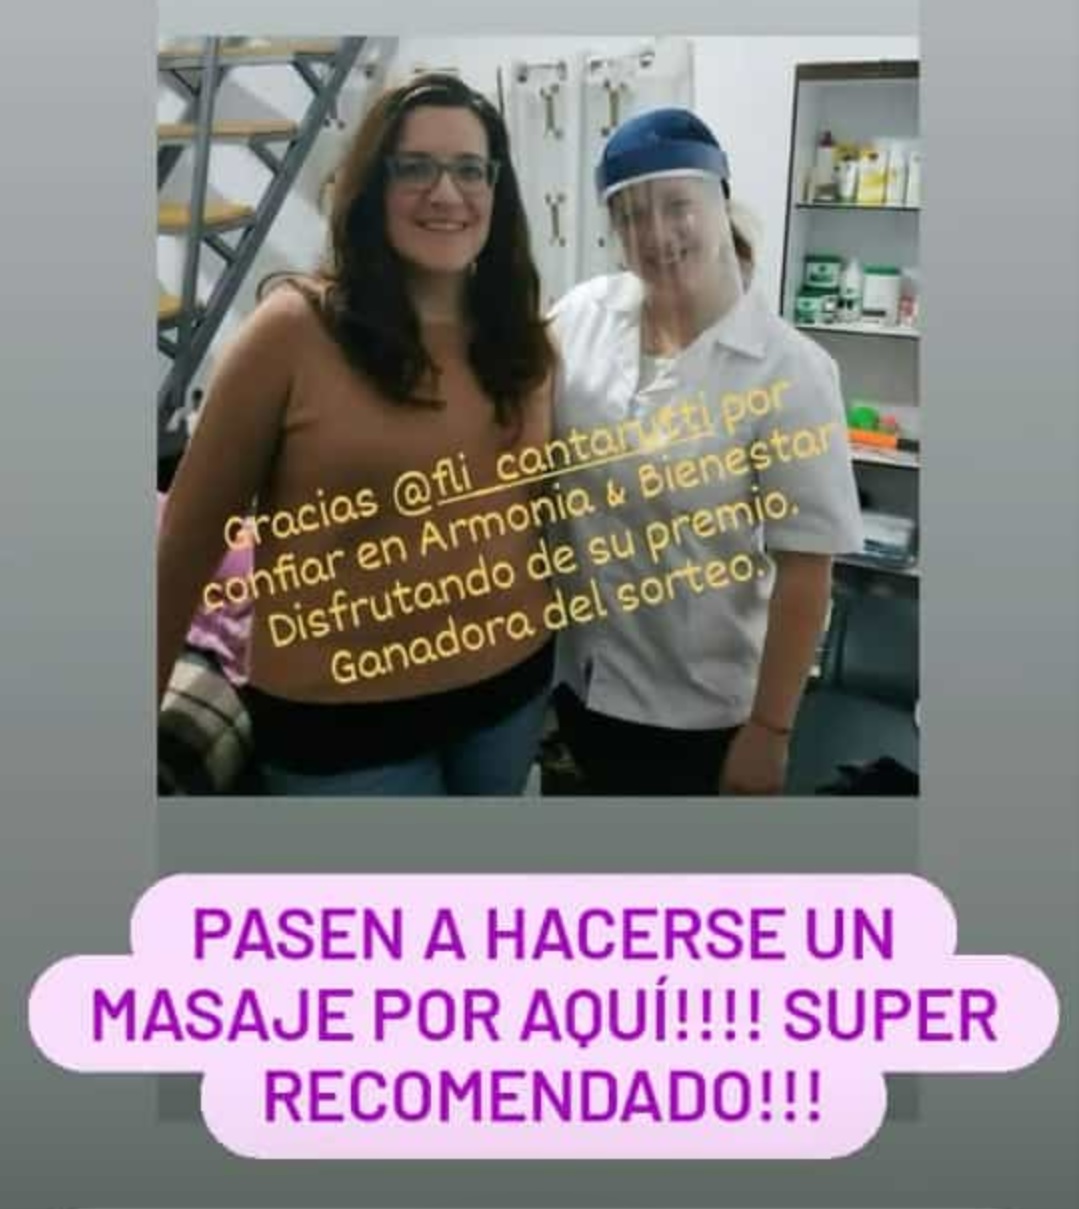 Gracias @fli_cantarutti por
confiar en Armonia & Bienestar
Disfrutando de su premio.
Ganadora del sorteo.
PASEN A HACERSE UN
MASAJE POR AQUÍ!!!! SUPER
RECOMENDADO!!!